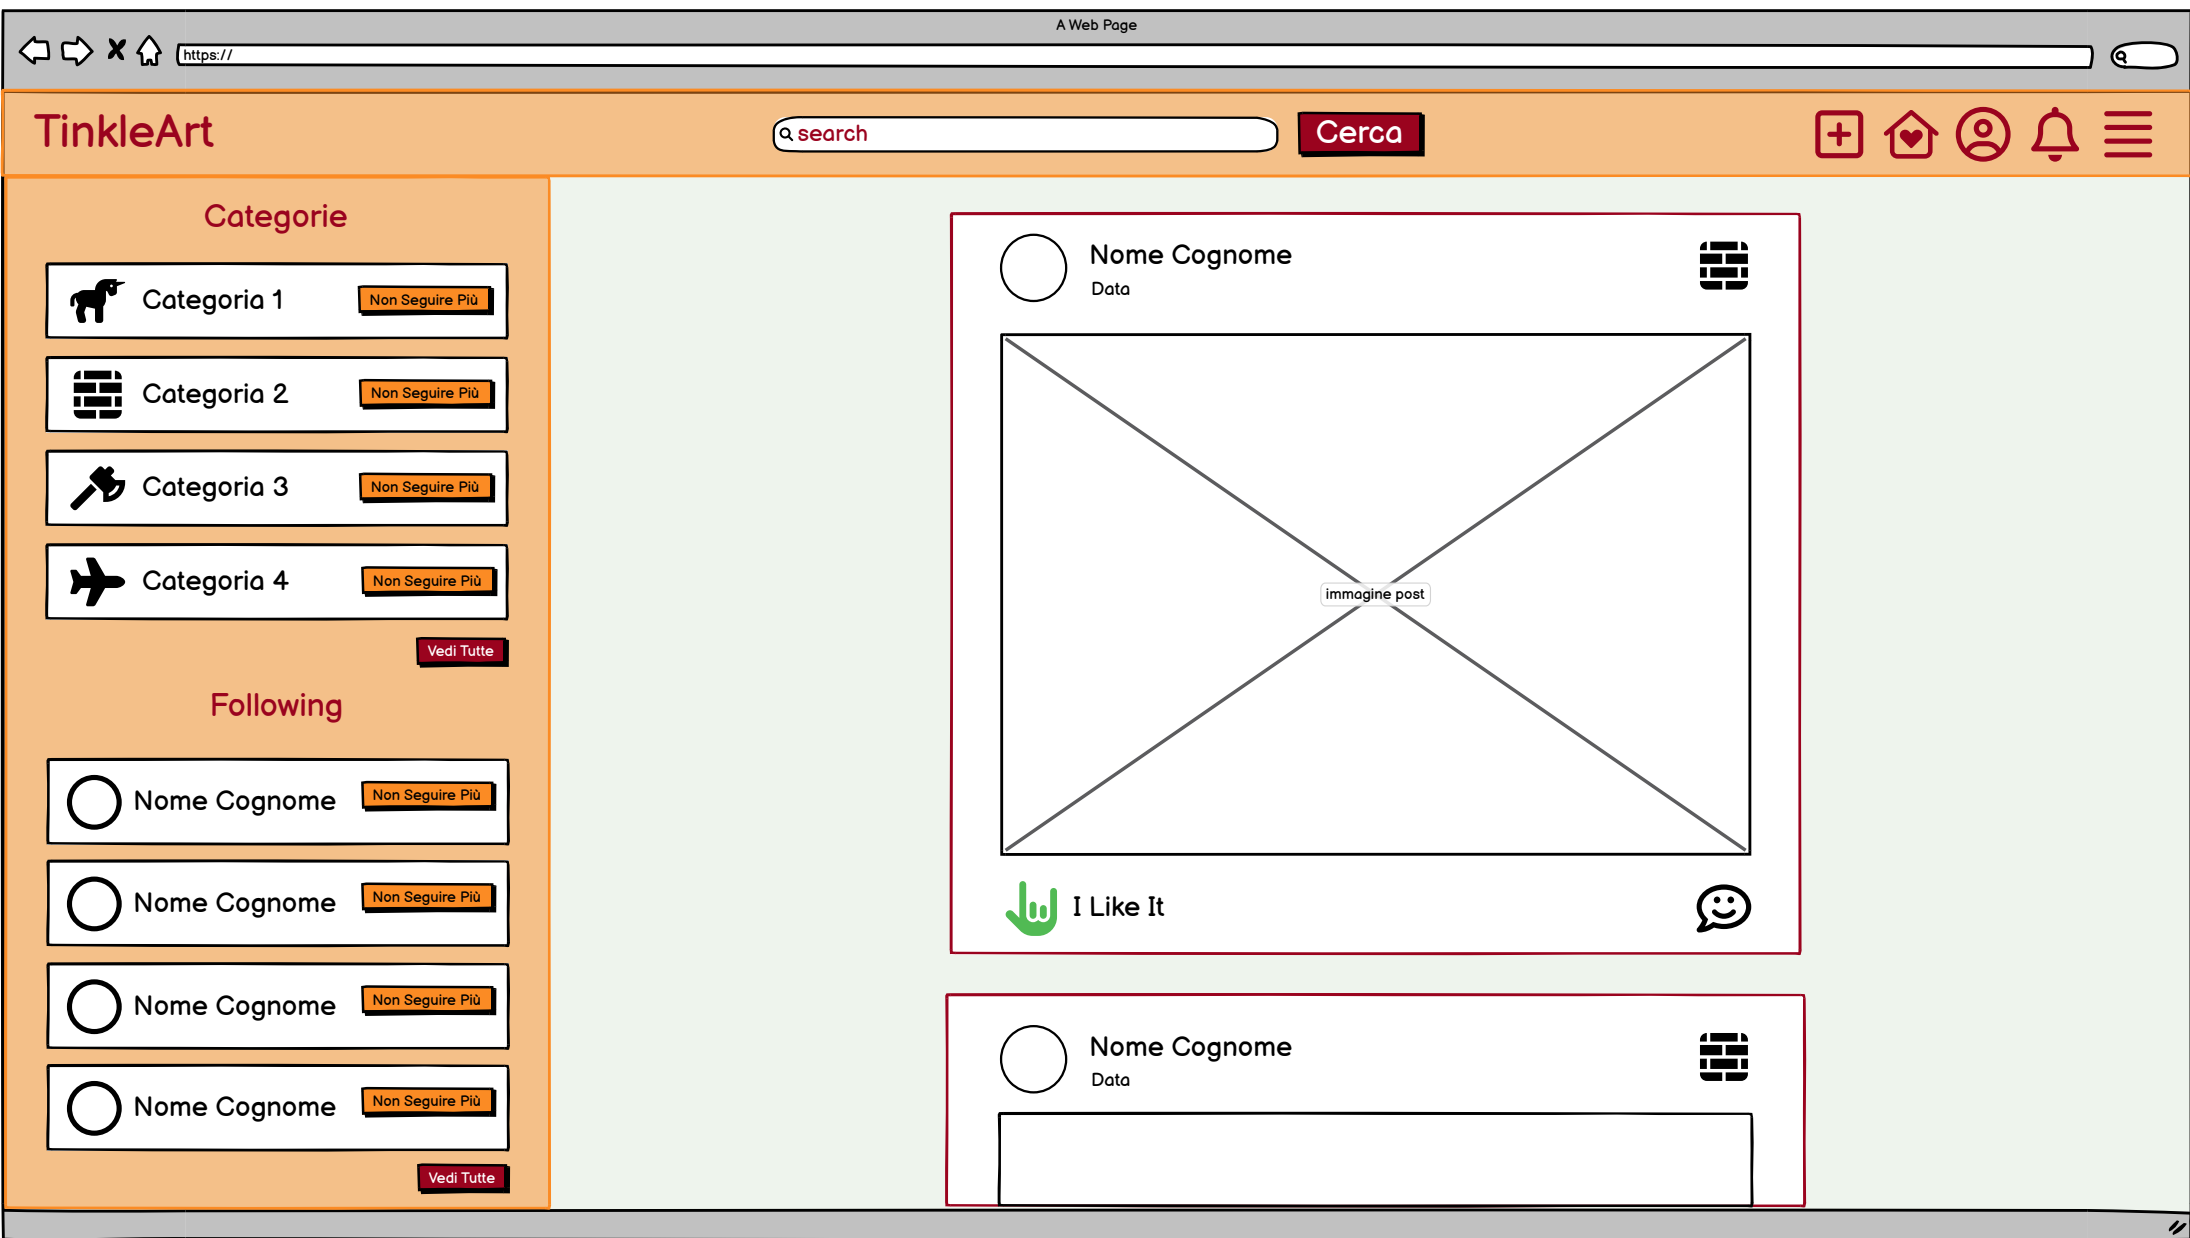 A Web Page
https://
TinkleArt
search
Cerca
Categorie
Categoria 1
Non Seguire Più
Categoria 2
Non Seguire Più
Categoria 3
Non Seguire Più
Categoria 4
Non Seguire Più
Vedi Tutte
Following
Nome Cognome
Non Seguire Più
Nome Cognome
Non Seguire Più
Nome Cognome
Non Seguire Più
Nome Cognome
Non Seguire Più
Vedi Tutte
Nome Cognome
Data
immagine post
I Like It
Nome Cognome
Data